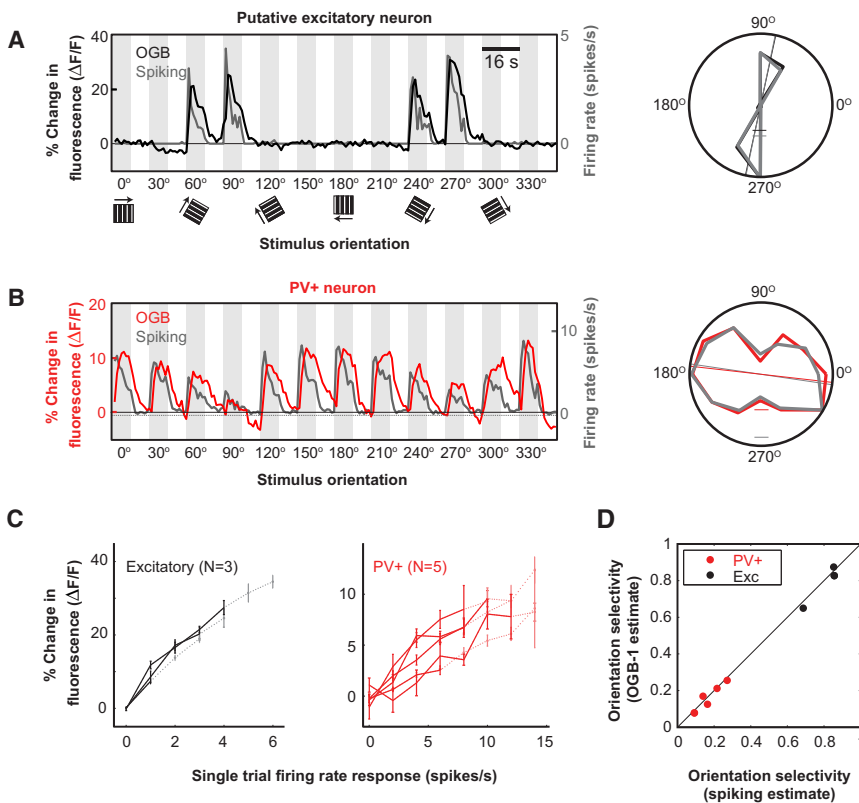 A
Putative excitatory neuron
% Change in
fluorescence (ΔF/F)
40
20
0
OGB
Spiking
16 s
5
0
Firing rate (spikes/s)
0° 30° 60° 90° 120° 150° 180° 210° 240° 270° 300° 330°
Stimulus orientation
90°
180°
0°
270°
B
PV+ neuron
% Change in
fluorescence (ΔF/F)
20
10
0
OGB
Spiking
10
0
Firing rate (spikes/s)
0° 30° 60° 90° 120° 150° 180° 210° 240° 270° 300° 330°
Stimulus orientation
90°
180°
0°
270°
C
% Change in
fluorescence (ΔF/F)
40
20
0
Excitatory (N=3)
0 2 4 6
10
5
0
PV+ (N=5)
0 5 10 15
Single trial firing rate response (spikes/s)
D
Orientation selectivity
(OGB-1 estimate)
1
0.8
0.6
0.4
0.2
0
PV+
Exc
0 0.2 0.4 0.6 0.8 1
Orientation selectivity
(spiking estimate)